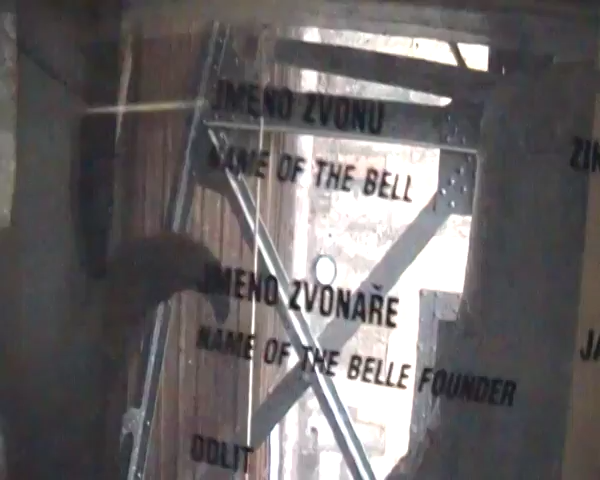 JMENO ZVONU
NAME OF THE BELL
JMENO ZVONAŘE
NAME OF THE BELLE FOUNDER
ODLIT